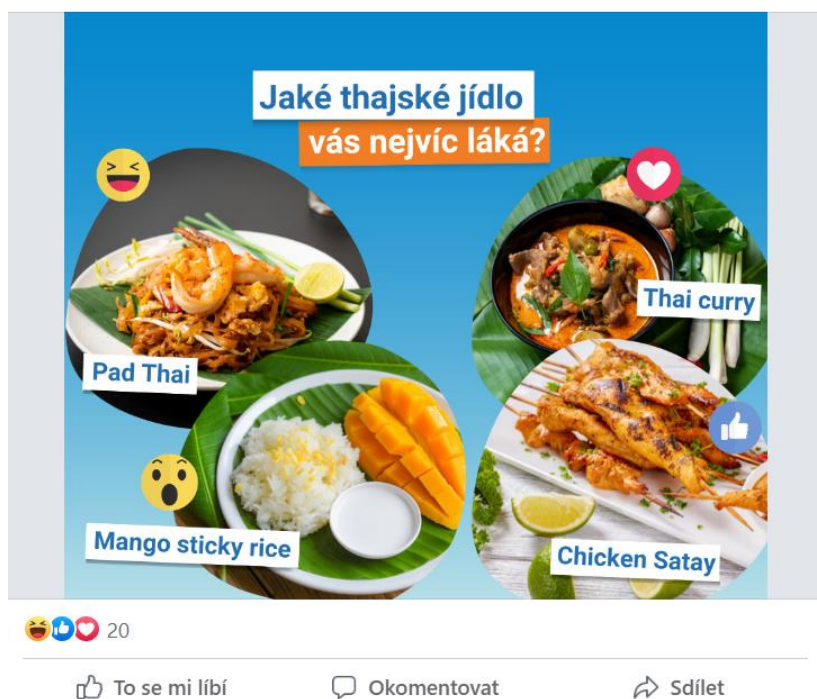 Jaké thajské jídlo
vás nejvíc láká?
Thai curry
Pad Thai
Mango sticky rice
Chicken Satay
20
To se mi líbí
Okomentovat
Sdílet